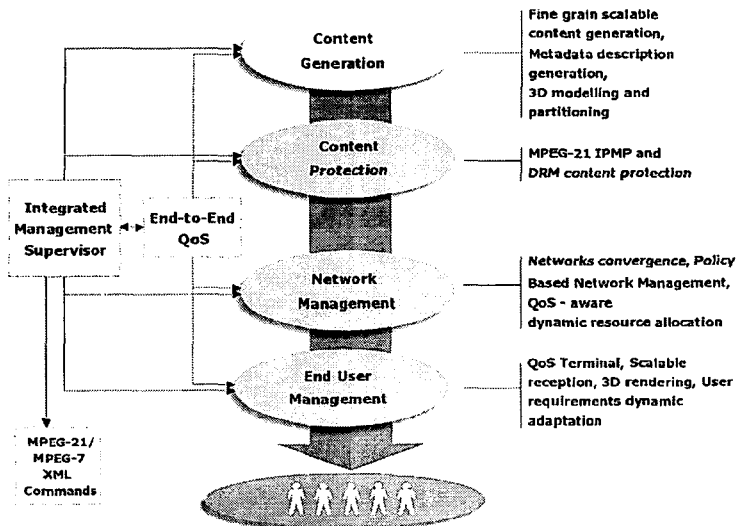 Content
Generation
Fine grain scalable
content generation,
Metadata description
generation,
3D modelling and
partitioning
Content
Protection
MPEG-21 IPMP and
DRM content protection
Integrated
Management
Supervisor
End-to-End
QoS
Network
Management
Networks convergence, Policy
Based Network Management,
QoS - aware
dynamic resource allocation
End User
Management
QoS Terminal, Scalable
reception, 3D rendering, User
requirements dynamic
adaptation
MPEG-21/
MPEG-7
XML
Commands